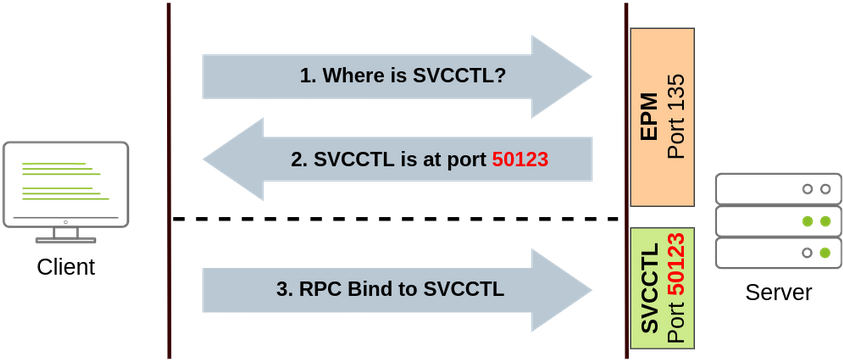 1. Where is SVCCTL?
2. SVCCTL is at port 50123
3. RPC Bind to SVCCTL
EPM
Port 135
SVCCTL
Port 50123
Client
Server